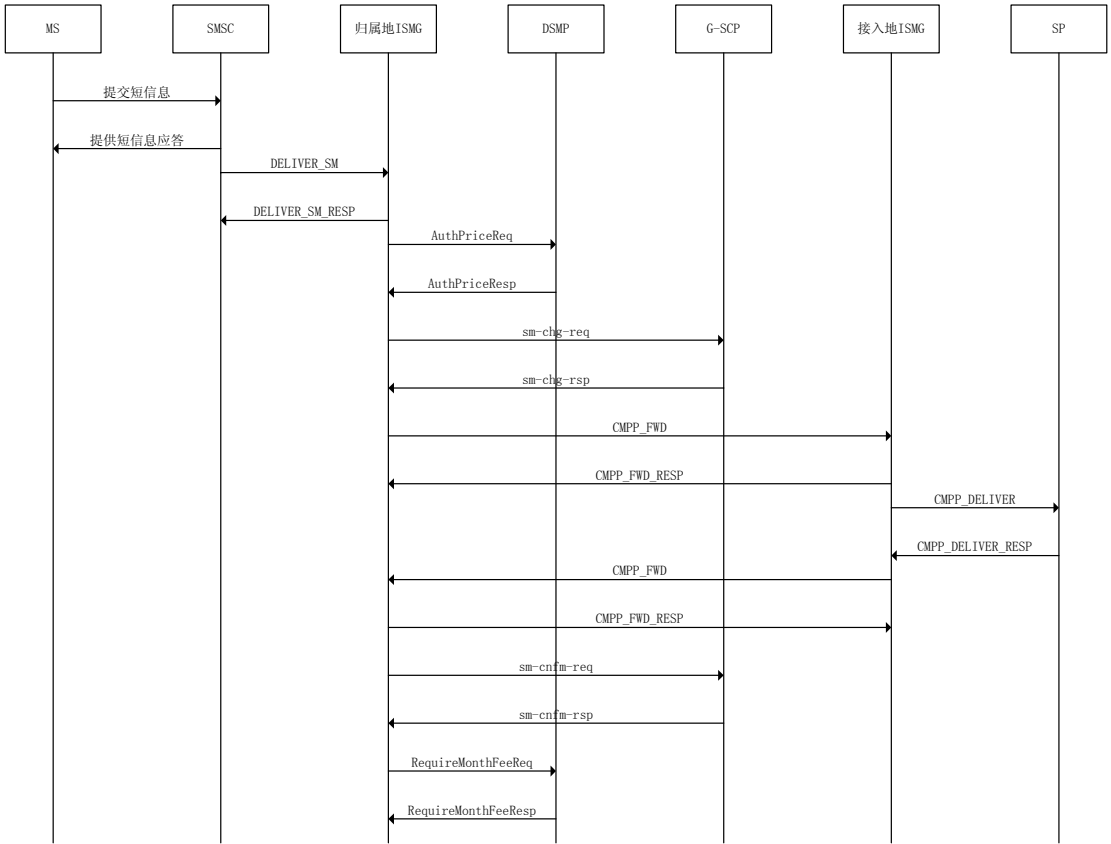 MS
SMSC
归属地ISMG
DSMP
G-SCP
接入地ISMG
SP
提交短信息
提供短信息应答
DELIVER_SM
DELIVER_SM_RESP
AuthPriceReq
AuthPriceResp
sm-chg-req
sm-chg-rsp
CMPP_FWD
CMPP_FWD_RESP
CMPP_DELIVER
CMPP_DELIVER_RESP
CMPP_FWD
CMPP_FWD_RESP
sm-cnfm-req
sm-cnfm-rsp
RequireMonthFeeReq
RequireMonthFeeResp